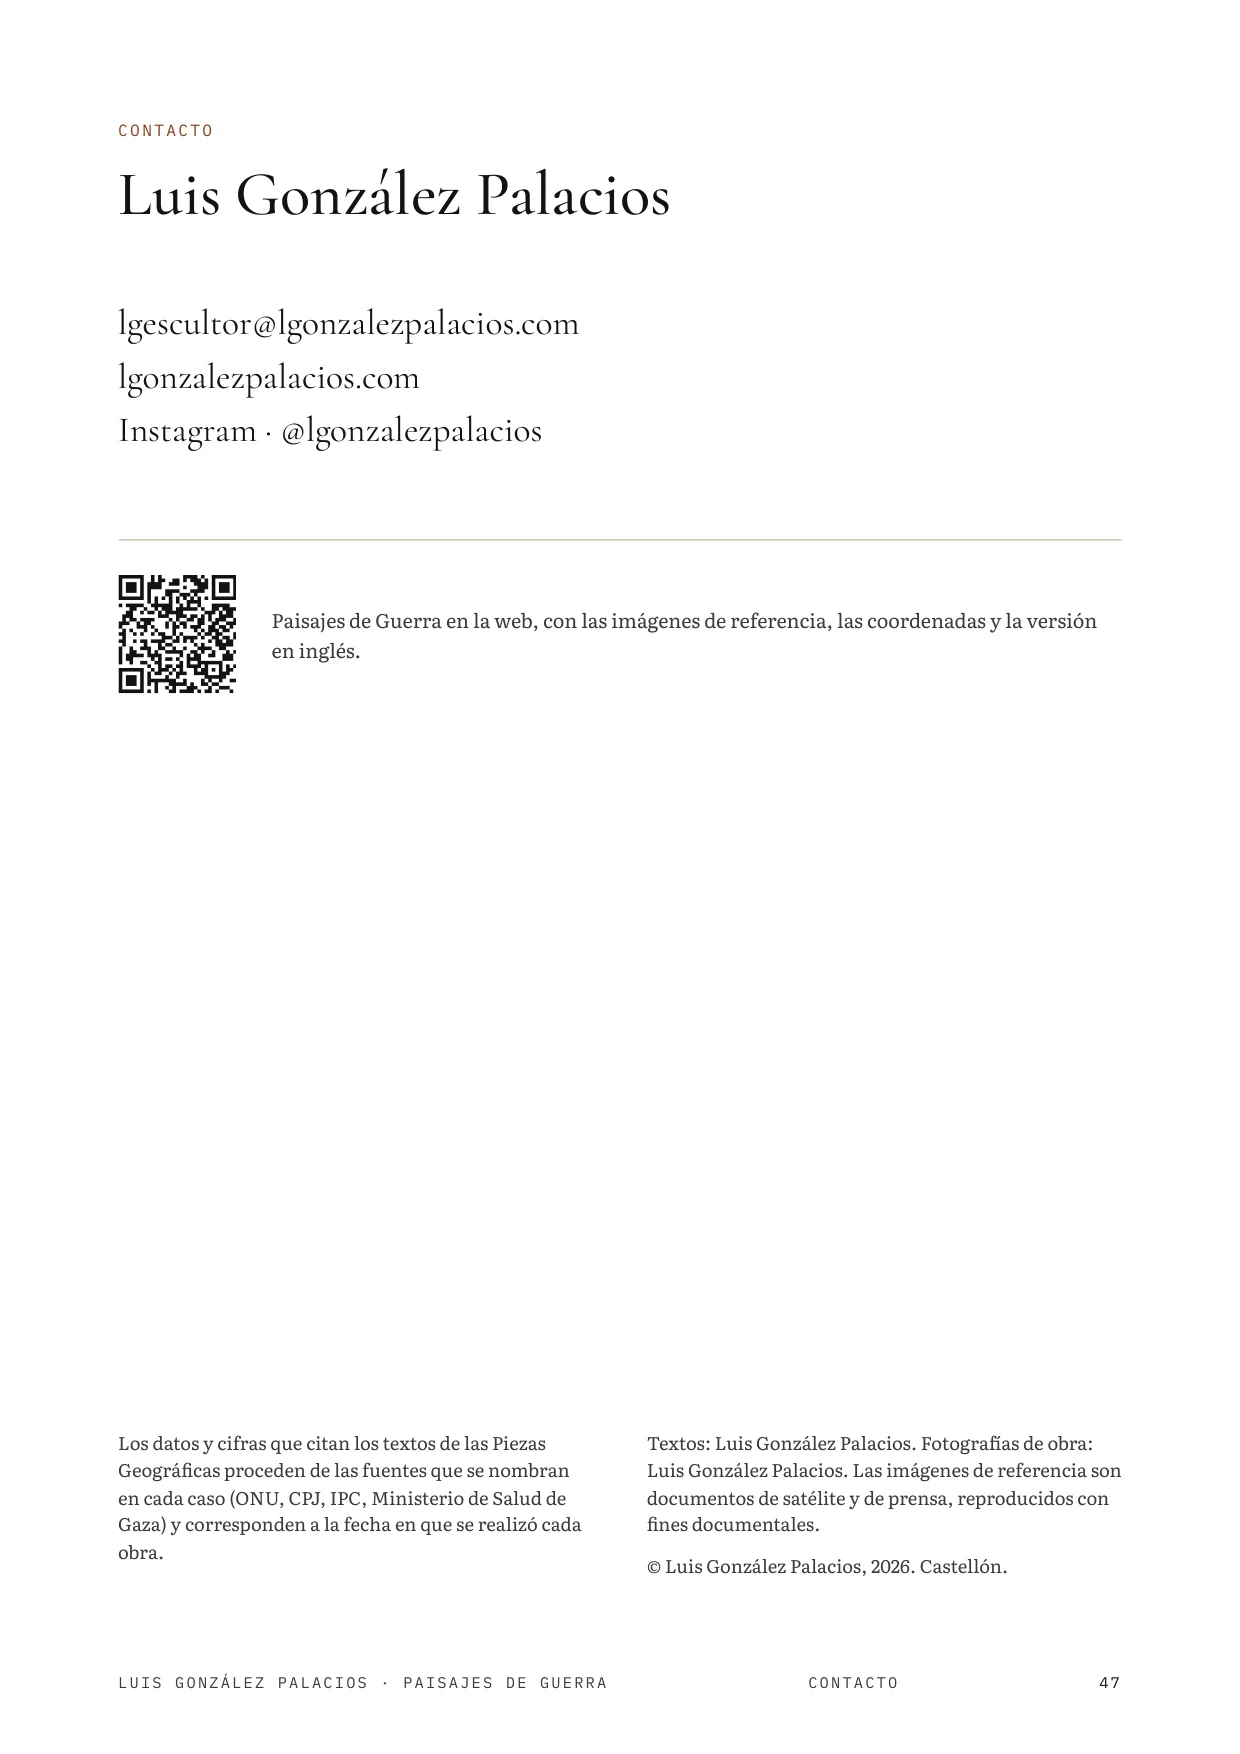 CONTACTO
Luis González Palacios
lgescultor@lgonzalezpalacios.com
lgonzalezpalacios.com
Instagram · @lgonzalezpalacios
Paisajes de Guerra en la web, con las imágenes de referencia, las coordenadas y la versión
en inglés.
Los datos y cifras que citan los textos de las Piezas
Geográficas proceden de las fuentes que se nombran
en cada caso (ONU, CPJ, IPC, Ministerio de Salud de
Gaza) y corresponden a la fecha en que se realizó cada
obra.
Textos: Luis González Palacios. Fotografías de obra:
Luis González Palacios. Las imágenes de referencia son
documentos de satélite y de prensa, reproducidos con
fines documentales.
© Luis González Palacios, 2026. Castellón.
LUIS GONZÁLEZ PALACIOS · PAISAJES DE GUERRA
CONTACTO
47